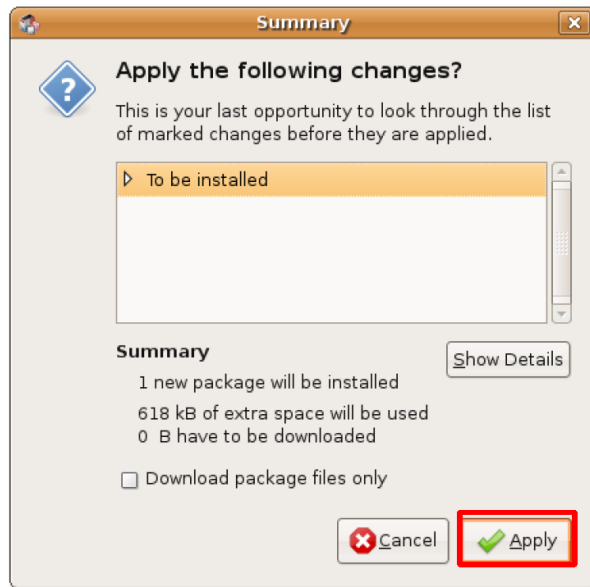 Summary
Apply the following changes?
This is your last opportunity to look through the list
of marked changes before they are applied.
To be installed
Summary
Show Details
1 new package will be installed
618 kB of extra space will be used
0 B have to be downloaded
Download package files only
Cancel
Apply